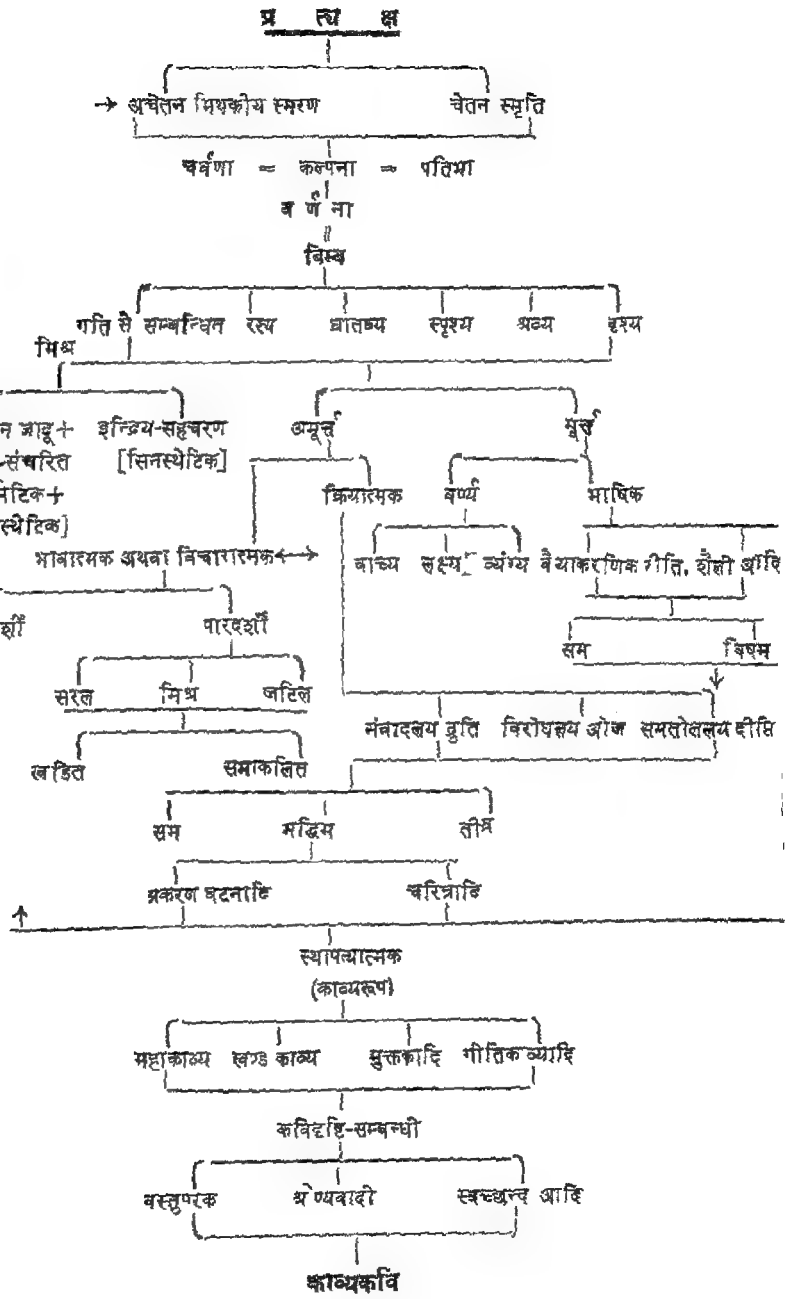 प्र त्य क्ष
→ अचेतन मिथकीय स्मरण चेतन स्मृति
चर्वणा = कल्पना = पतिभा
व र्ण ना
॥
बिम्ब
गति से सम्बन्धित रस्य घ्रातव्य स्पृश्य श्रव्य दृश्य
मिश्र
न जादू + इन्द्रिय-सहचरण अमूर्त्त मूर्त्त
-संचरित [सिनस्थेटिक]
मेटिक + क्रियात्मक वर्ण्य भाषिक
स्थेटिक]
भावात्मक अथवा विचारात्मक ↔ वाच्य लक्ष्य व्यंग्य वैयाकरणिक रीति, शैली आदि
र्शी पारदर्शी सम विषम
सरल मिश्र जटिल
संवादलय द्रुति विरोधलय ओज समतोललय दीप्ति
खंडित समाकलित
सम मद्धिम तीव्र
प्रकरण घटनादि चरित्रादि
स्थापत्यात्मक
(काव्यरूप)
महाकाव्य खण्ड काव्य मुक्तकादि गीतिक व्यादि
कविदृष्टि-सम्बन्धी
वस्तुपरक श्रेण्यवादी स्वच्छन्द आदि
काव्यकवि